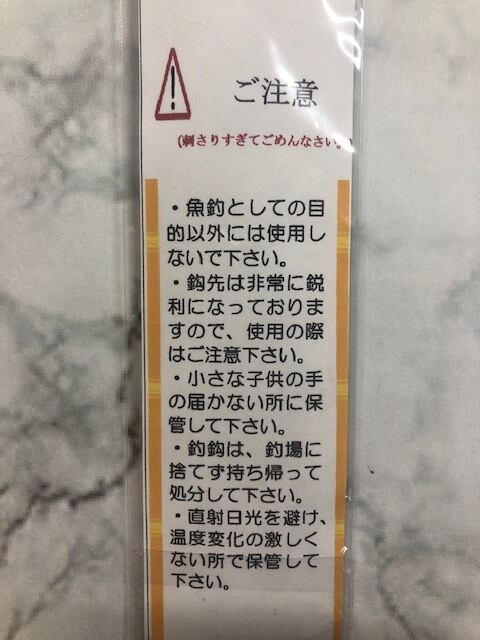 !
ご注意
(刺さりすぎてごめんなさい。)
・魚釣としての目
的以外には使用し
ないで下さい。
・鈎先は非常に鋭
利になっておりま
すので、使用の際
はご注意下さい。
・小さな子供の手
の届かない所に保
管して下さい。
・釣鈎は、釣場に
捨てず持ち帰って
処分して下さい。
・直射日光を避け、
温度変化の激しく
ない所で保管して
下さい。